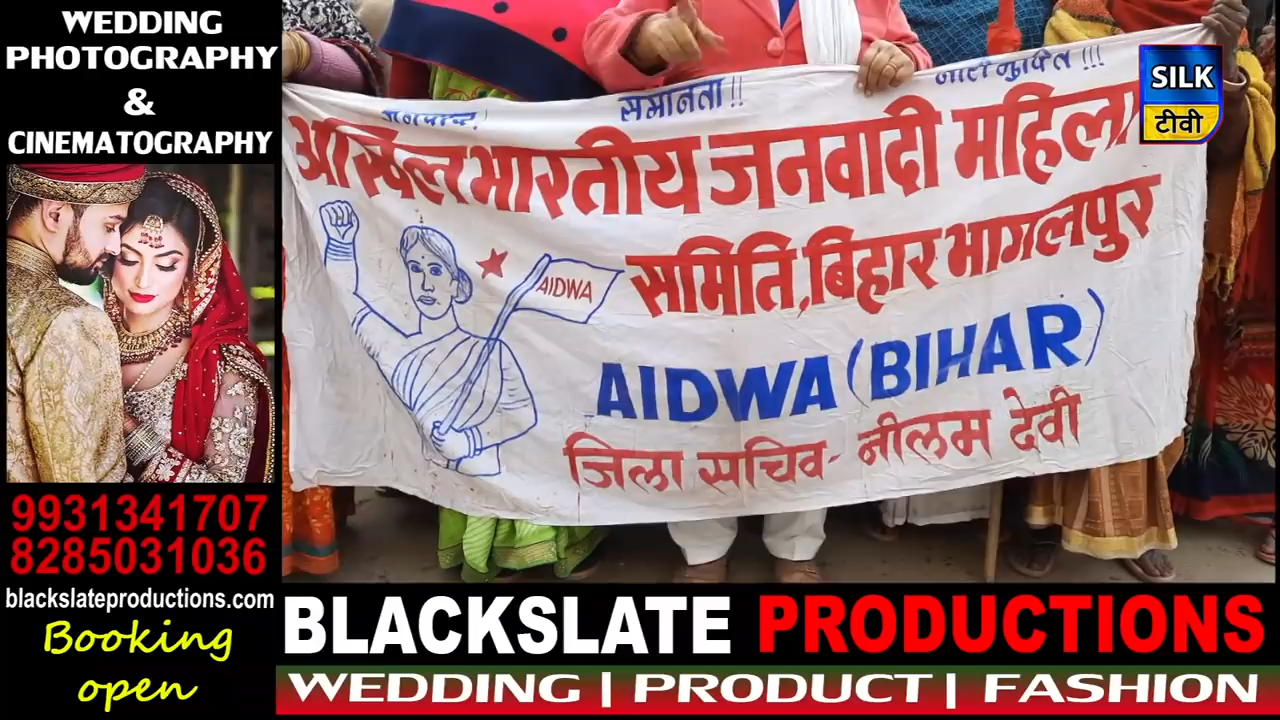 WEDDING
PHOTOGRAPHY
&
CINEMATOGRAPHY
9931341707
8285031036
blackslateproductions.com
Booking
open
SILK
टीवी
समानता!!
नारी मुक्ति!!!
अखिल भारतीय जनवादी महिला
समिति, बिहार भागलपुर
AIDWA
AIDWA (BIHAR)
जिला सचिव- नीलम देवी
BLACKSLATE PRODUCTIONS
WEDDING | PRODUCT | FASHION